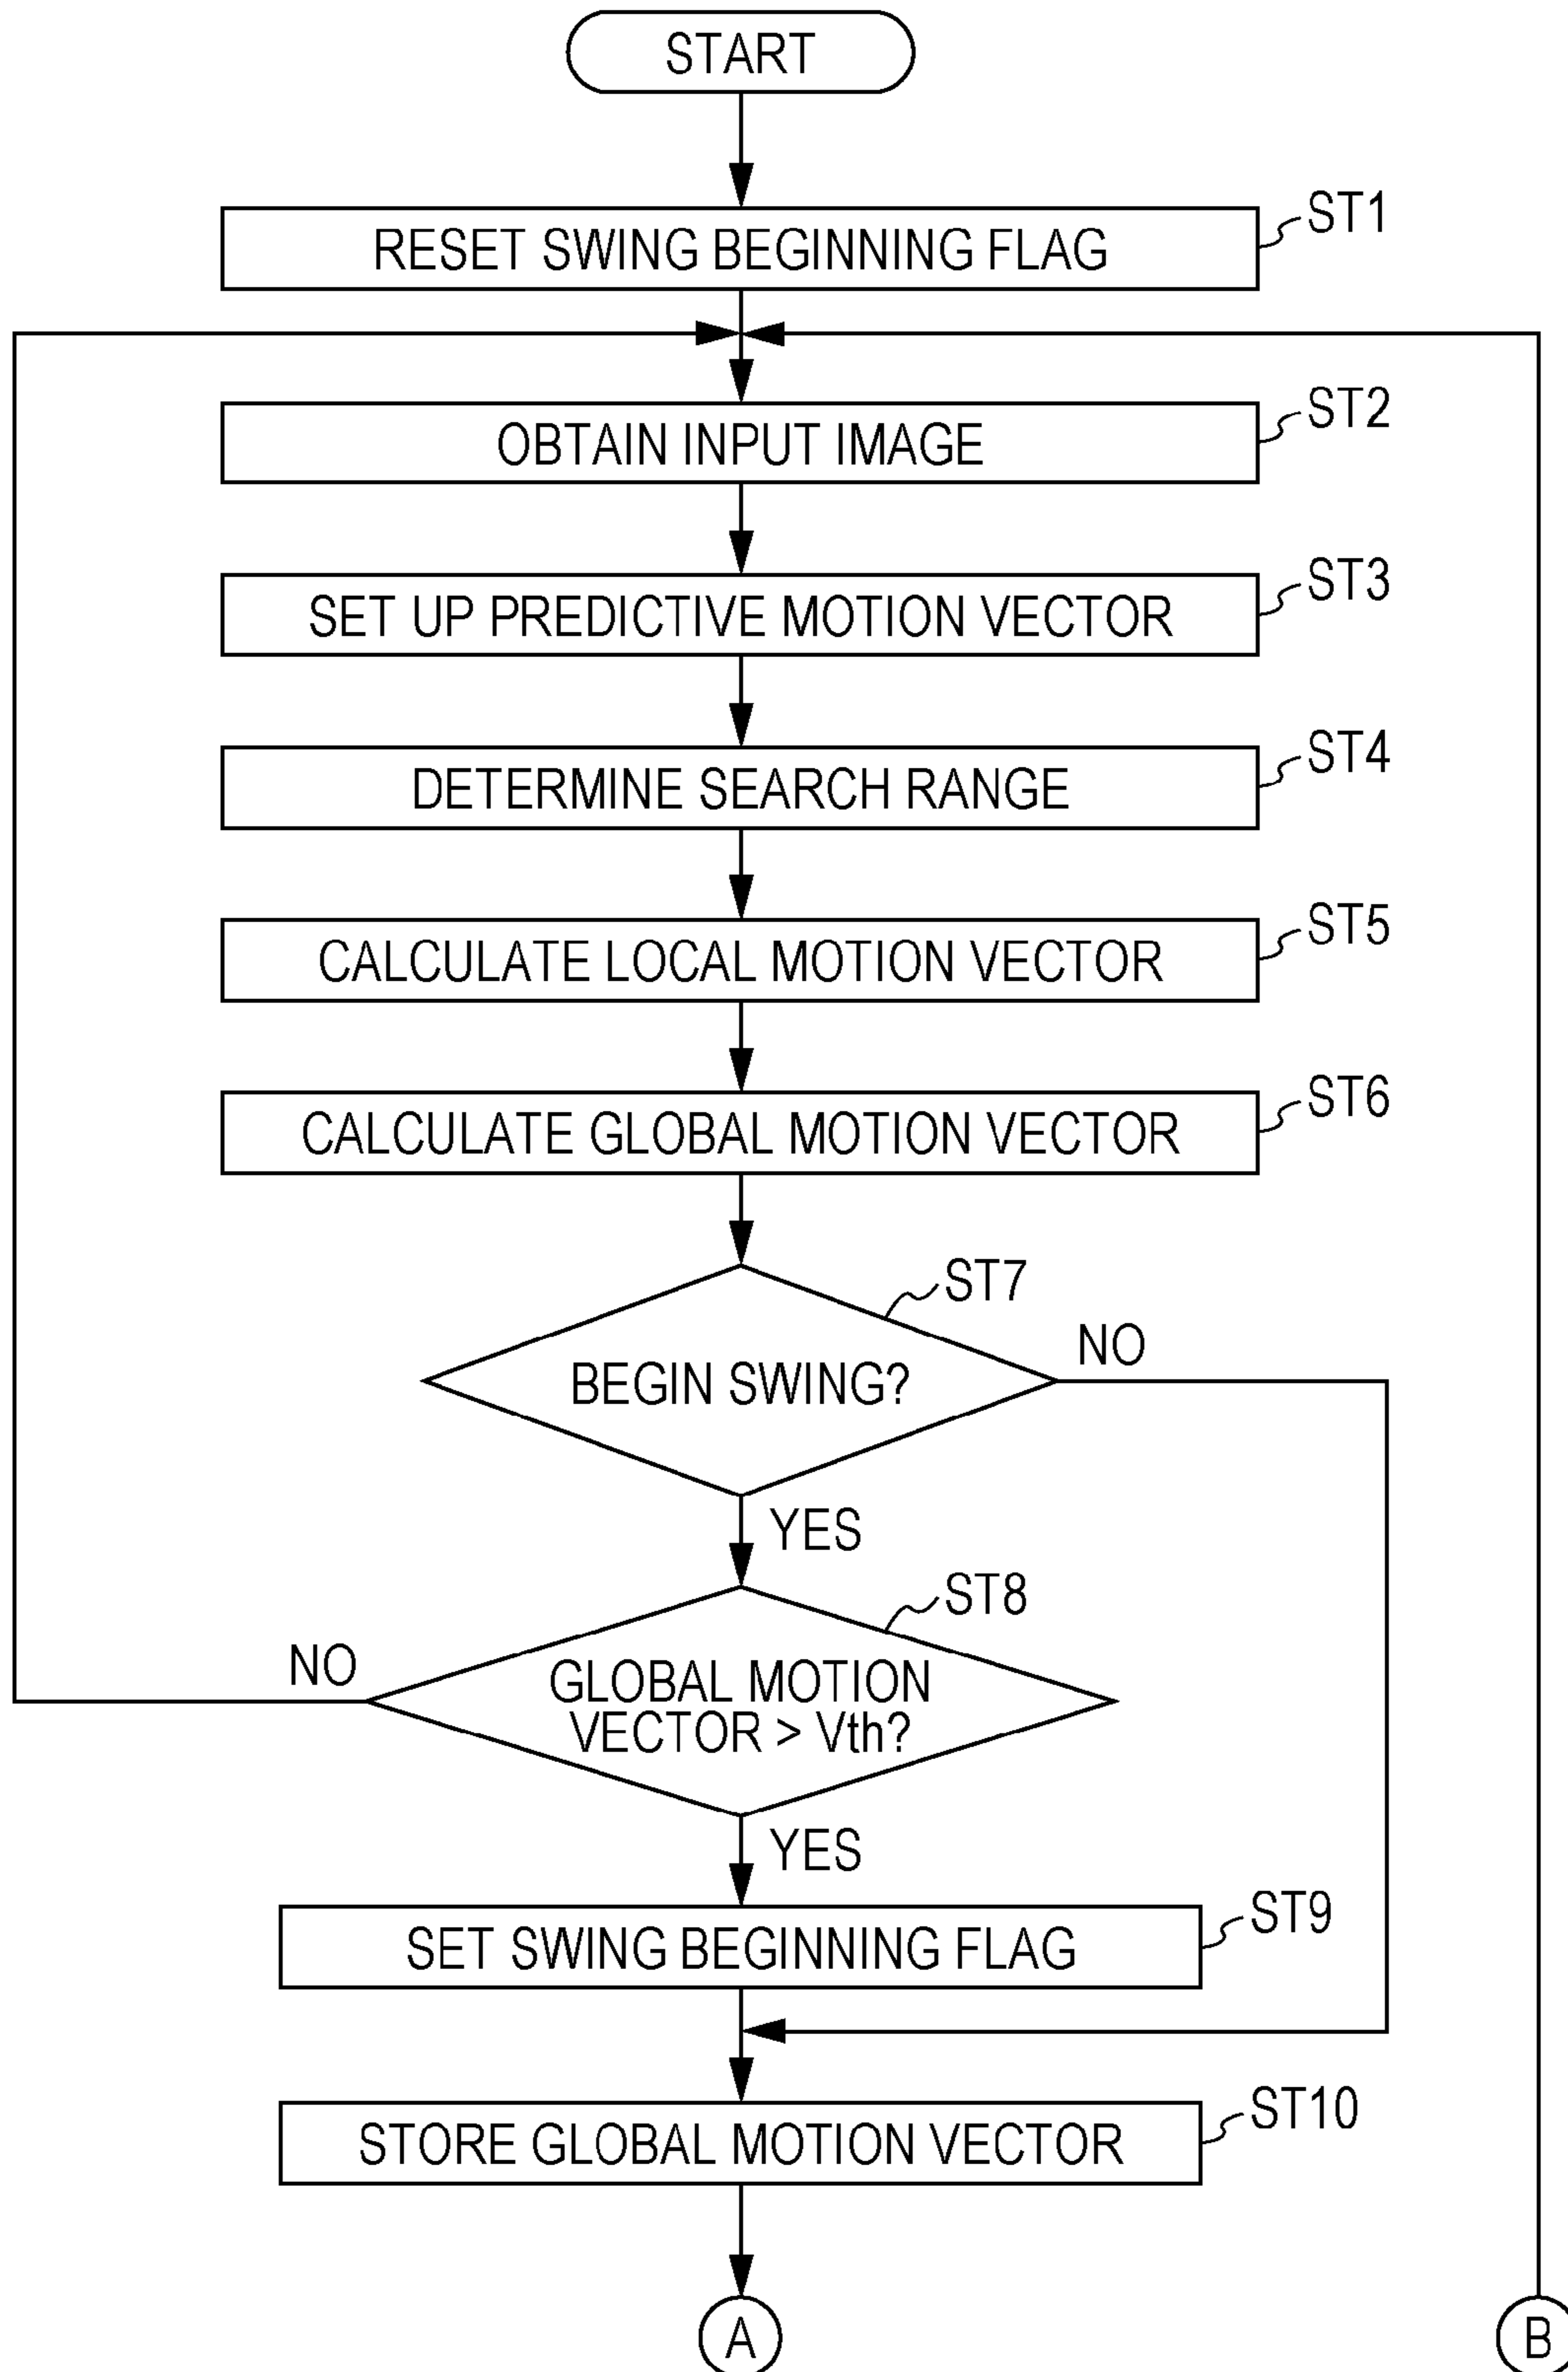 START
RESET SWING BEGINNING FLAG
ST1
OBTAIN INPUT IMAGE
ST2
SET UP PREDICTIVE MOTION VECTOR
ST3
DETERMINE SEARCH RANGE
ST4
CALCULATE LOCAL MOTION VECTOR
ST5
CALCULATE GLOBAL MOTION VECTOR
ST6
ST7
BEGIN SWING?
NO
YES
ST8
NO
GLOBAL MOTION
VECTOR > Vth?
YES
SET SWING BEGINNING FLAG
ST9
STORE GLOBAL MOTION VECTOR
ST10
A
B